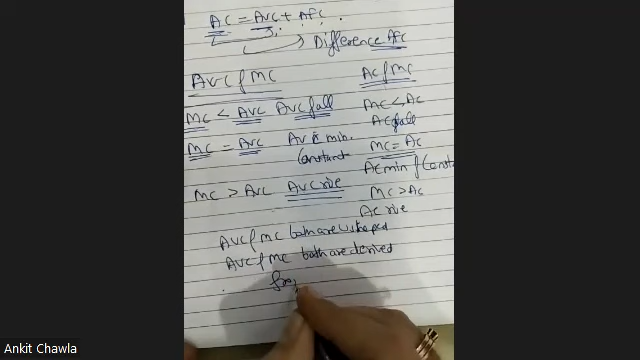 AC = AVC + AFC.
Difference AFC
AVC & MC
AC & MC
MC < AVC AVC fall
MC < AC
AC fall
MC = AVC AVC min.
Constant
MC = AC
AC min & Constant
MC > AVC AVC rise
MC > AC
AC rise
AVC & MC both are U shaped
AVC & MC both are derived
from
Ankit Chawla